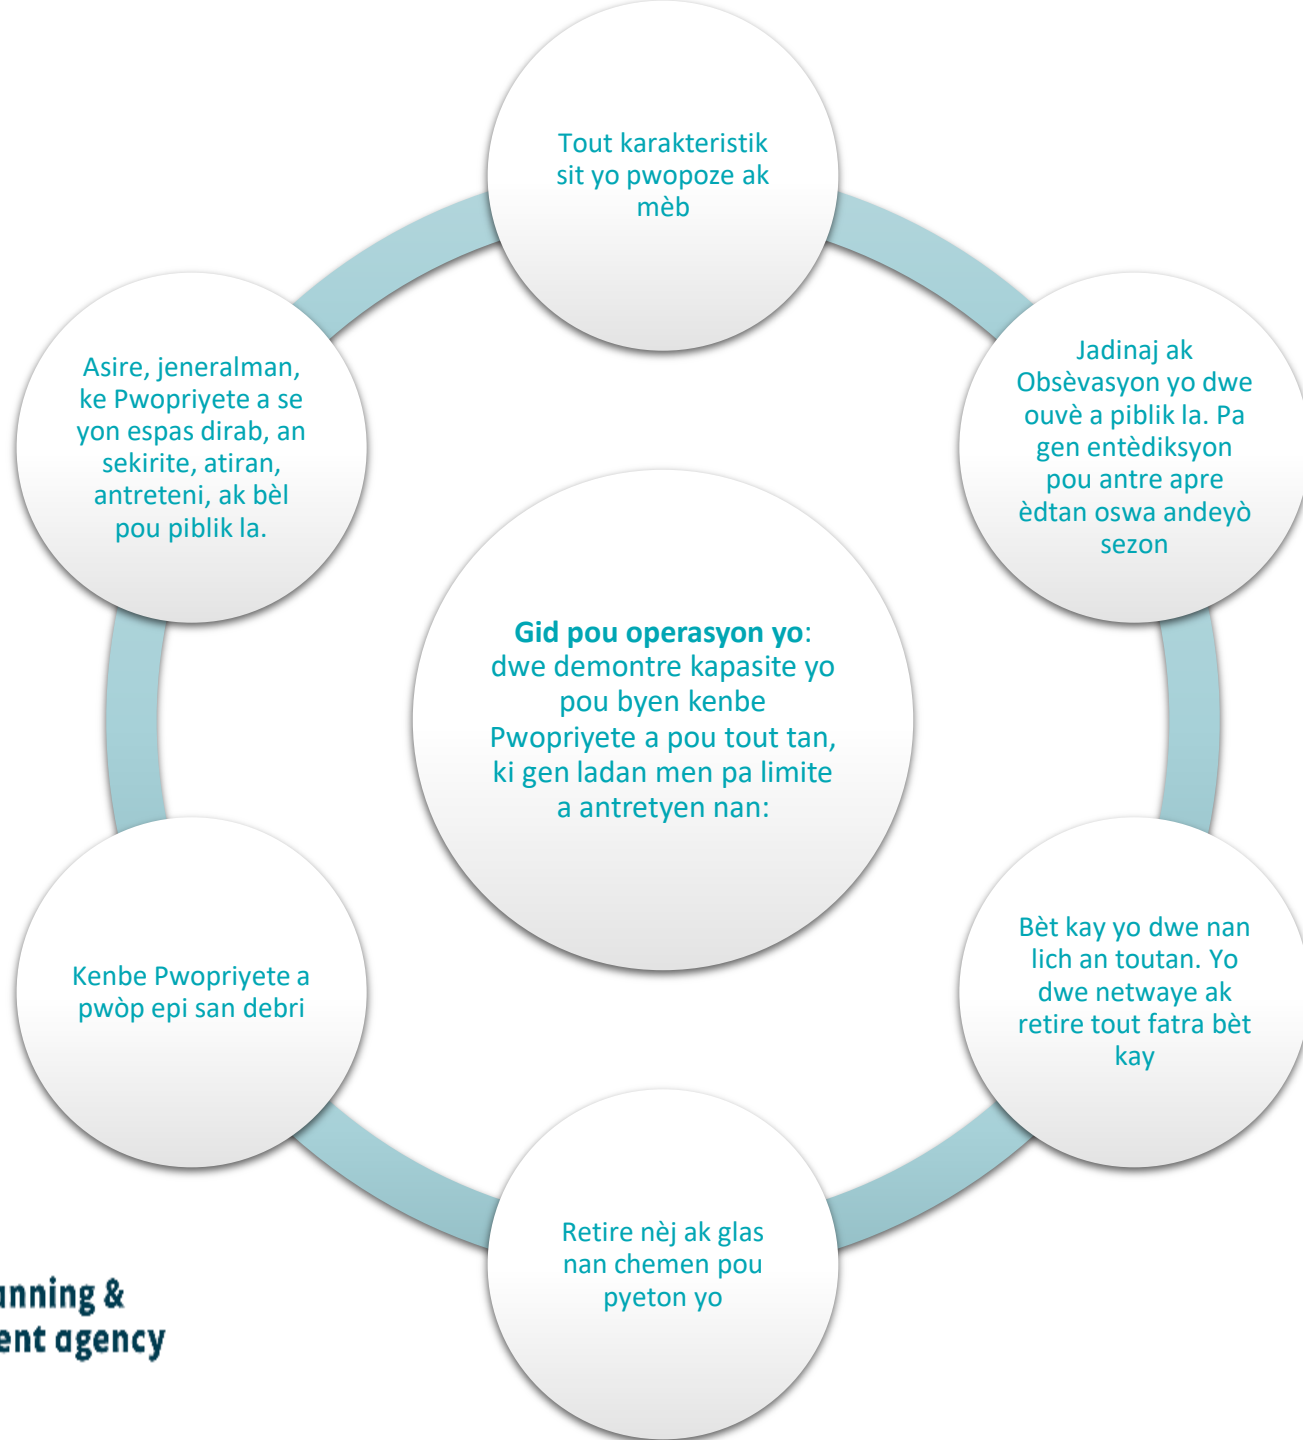 Tout karakteristik
sit yo pwopoze ak
mèb
Jadinaj ak
Obsèvasyon yo dwe
ouvè a piblik la. Pa
gen entèdiksyon
pou antre apre
èdtan oswa andeyò
sezon
Bèt kay yo dwe nan
lich an toutan. Yo
dwe netwaye ak
retire tout fatra bèt
kay
Retire nèj ak glas
nan chemen pou
pyeton yo
Kenbe Pwopriyete a
pwòp epi san debri
Asire, jeneralman,
ke Pwopriyete a se
yon espas dirab, an
sekirite, atiran,
antreteni, ak bèl
pou piblik la.
Gid pou operasyon yo:
dwe demontre kapasite yo
pou byen kenbe
Pwopriyete a pou tout tan,
ki gen ladan men pa limite
a antretyen nan:
&
agency